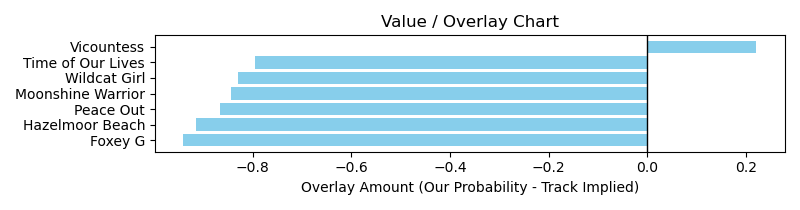 Value / Overlay Chart
Vicountess
Time of Our Lives
Wildcat Girl
Moonshine Warrior
Peace Out
Hazelmoor Beach
Foxey G
−0.8 −0.6 −0.4 −0.2 0.0 0.2
Overlay Amount (Our Probability - Track Implied)